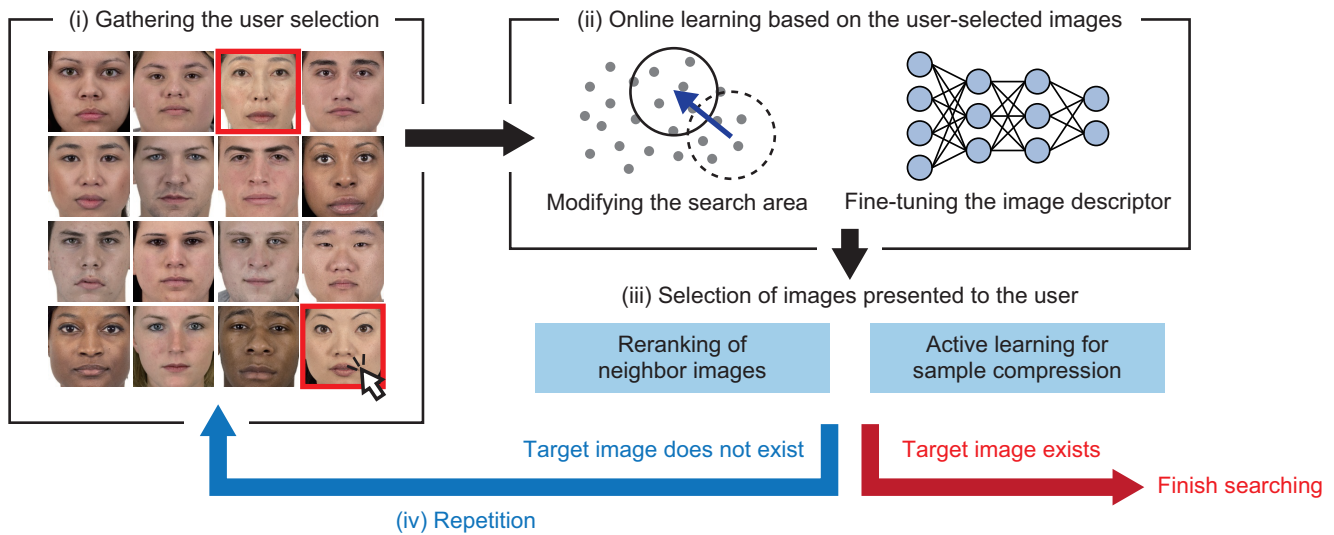 (i) Gathering the user selection
(ii) Online learning based on the user-selected images
Modifying the search area
Fine-tuning the image descriptor
(iii) Selection of images presented to the user
Reranking of
neighbor images
Active learning for
sample compression
Target image does not exist
Target image exists
Finish searching
(iv) Repetition